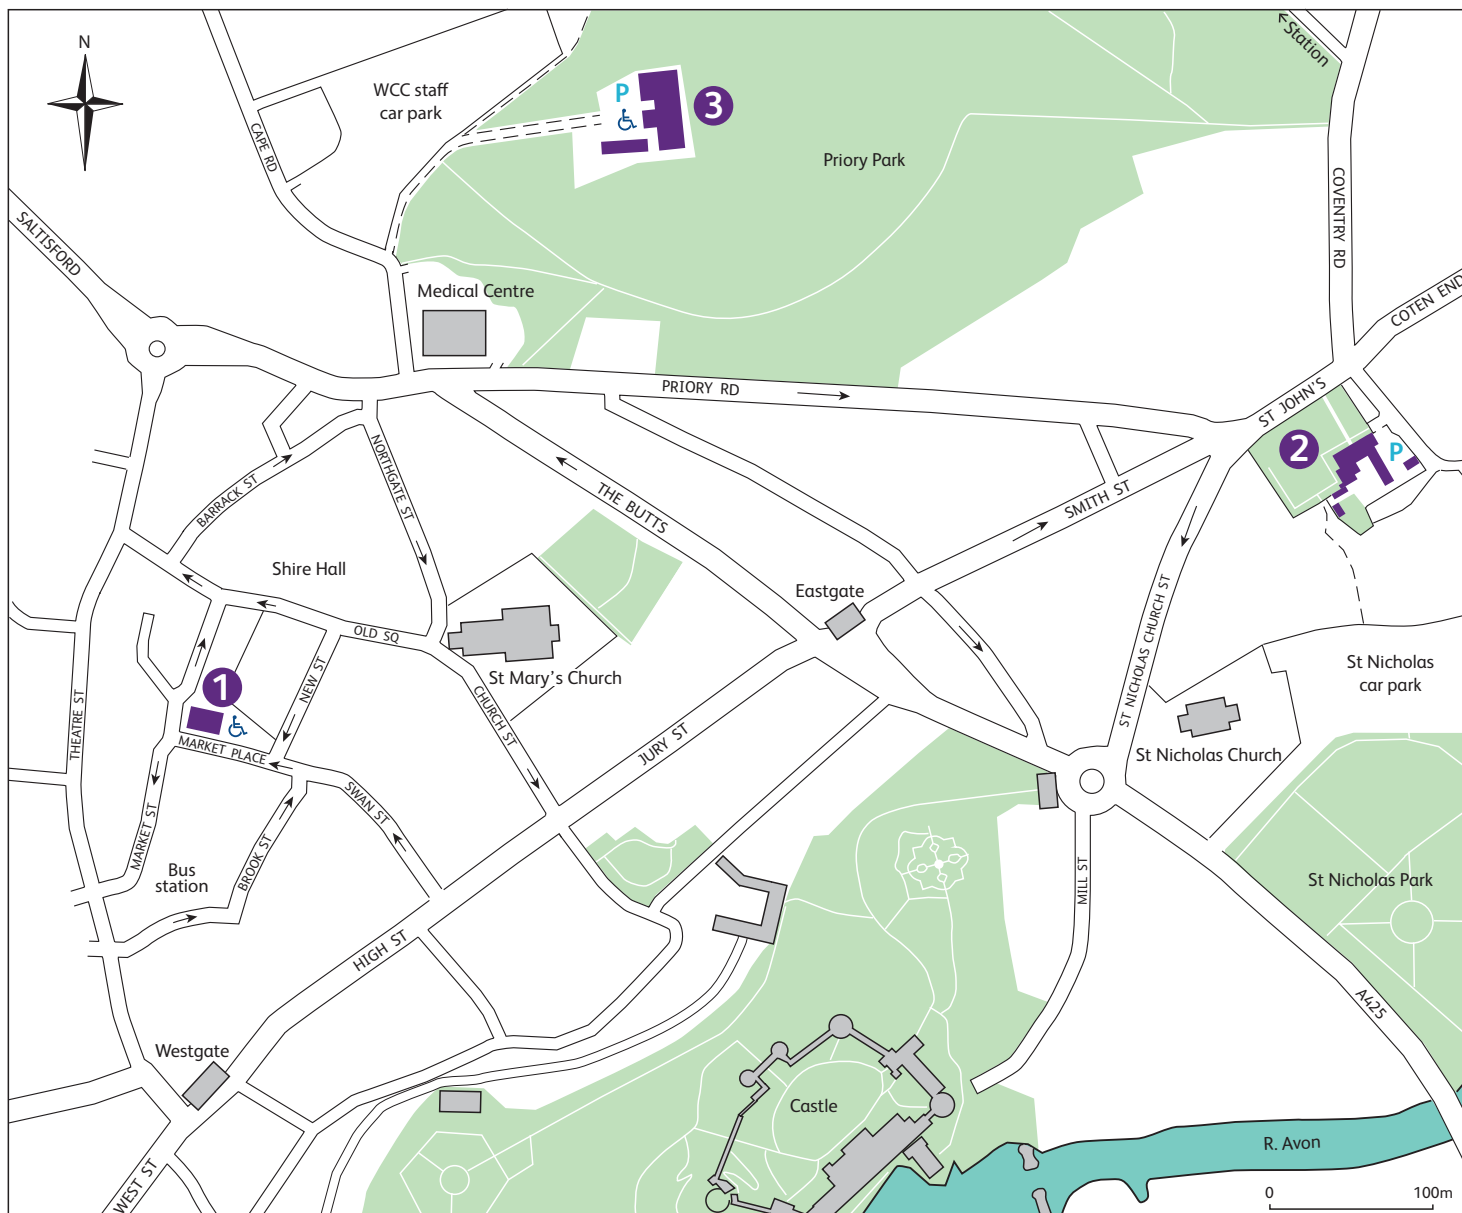 N
Station
WCC staff
car park
P
3
CAPE RD
Priory Park
COVENTRY RD
SALTISFORD
Medical Centre
COTEN END
PRIORY RD
ST JOHN'S
2
P
NORTHGATE ST
BARRACK ST
THE BUTTS
SMITH ST
Shire Hall
Eastgate
OLD SQ
ST NICHOLAS CHURCH ST
NEW ST
1
St Mary's Church
St Nicholas
car park
THEATRE ST
CHURCH ST
MARKET PLACE
JURY ST
St Nicholas Church
SWAN ST
MARKET ST
BROOK ST
Bus
station
MILL ST
St Nicholas Park
HIGH ST
A425
Westgate
Castle
R. Avon
WEST ST
0 100m